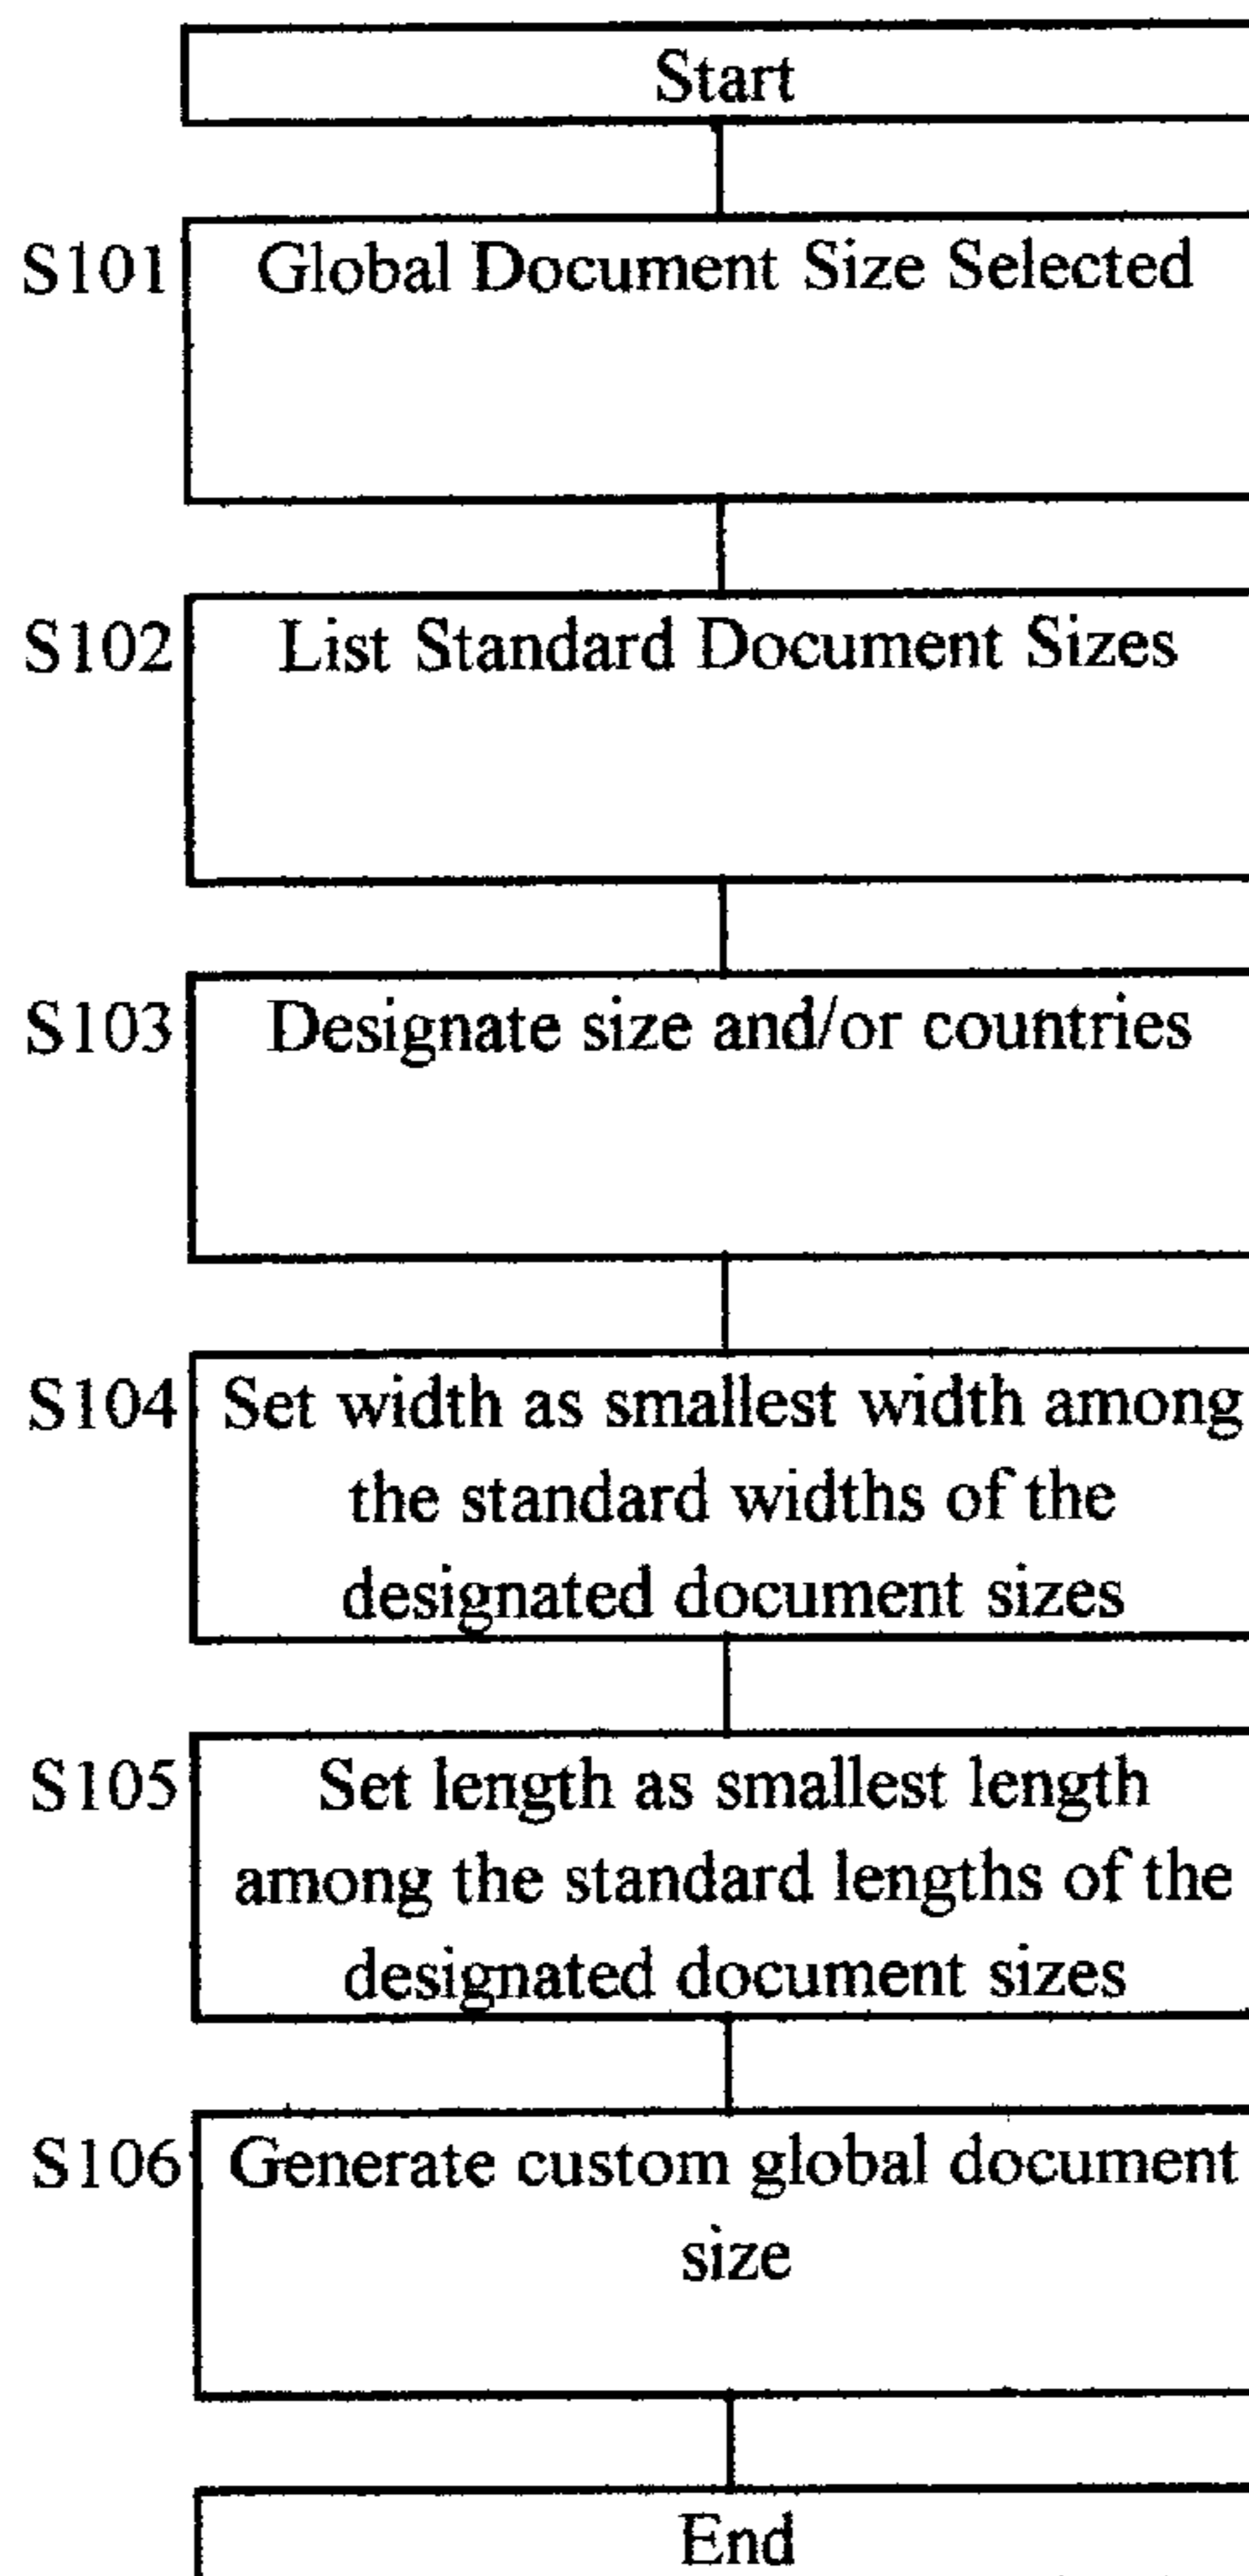 Start
S101 Global Document Size Selected
S102 List Standard Document Sizes
S103 Designate size and/or countries
S104 Set width as smallest width among
the standard widths of the
designated document sizes
S105 Set length as smallest length
among the standard lengths of the
designated document sizes
S106 Generate custom global document
size
End